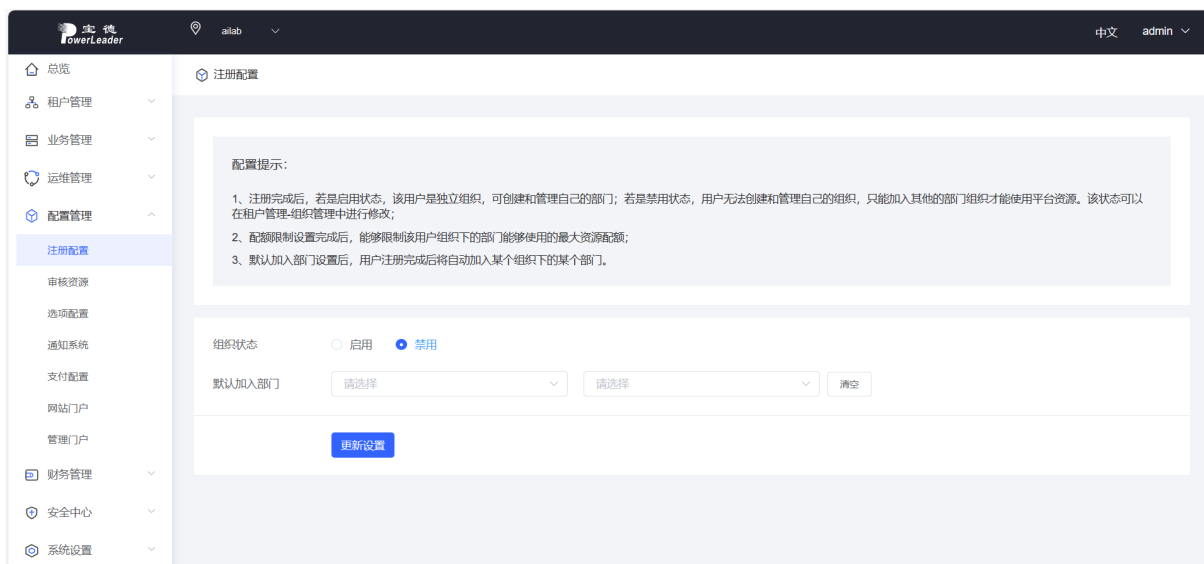 宝德
PowerLeader
ailab
中文
admin
总览
租户管理
业务管理
运维管理
配置管理
注册配置
审核资源
选项配置
通知系统
支付配置
网站门户
管理门户
财务管理
安全中心
系统设置
注册配置
配置提示：
1、注册完成后，若是启用状态，该用户是独立组织，可创建和管理自己的部门；若是禁用状态，用户无法创建和管理自己的组织，只能加入其他的部门组织才能使用平台资源。该状态可以
在租户管理-组织管理中进行修改；
2、配额限制设置完成后，能够限制该用户组织下的部门能够使用的最大资源配额；
3、默认加入部门设置后，用户注册完成后将自动加入某个组织下的某个部门。
组织状态
启用
禁用
默认加入部门
请选择
请选择
清空
更新设置